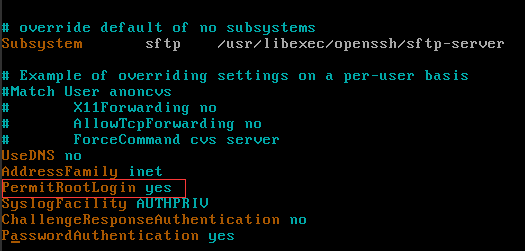 # override default of no subsystems
Subsystem       sftp    /usr/libexec/openssh/sftp-server
# Example of overriding settings on a per-user basis
#Match User anoncvs
#       X11Forwarding no
#       AllowTcpForwarding no
#       ForceCommand cvs server
UseDNS no
AddressFamily inet
PermitRootLogin yes
SyslogFacility AUTHPRIV
ChallengeResponseAuthentication no
PasswordAuthentication yes